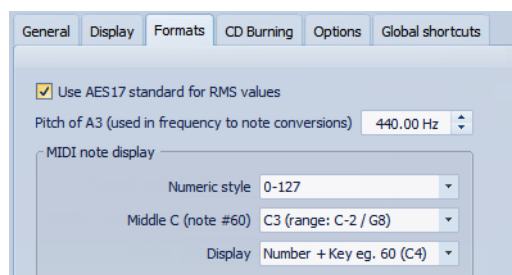 General Display Formats CD Burning Options Global shortcuts
Use AES17 standard for RMS values
Pitch of A3 (used in frequency to note conversions) 440.00 Hz
MIDI note display
Numeric style 0-127
Middle C (note #60) C3 (range: C-2 / G8)
Display Number + Key eg. 60 (C4)